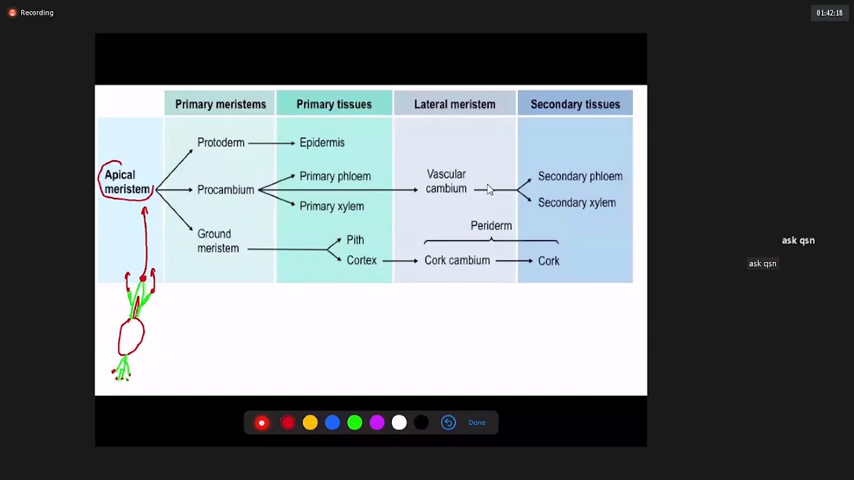 Recording
01:42:18
Primary meristems
Primary tissues
Lateral meristem
Secondary tissues
Protoderm
Epidermis
Apical
meristem
Procambium
Primary phloem
Primary xylem
Vascular
cambium
Secondary phloem
Secondary xylem
Ground
meristem
Pith
Cortex
Periderm
Cork cambium
Cork
ask qsn
ask qsn
Done